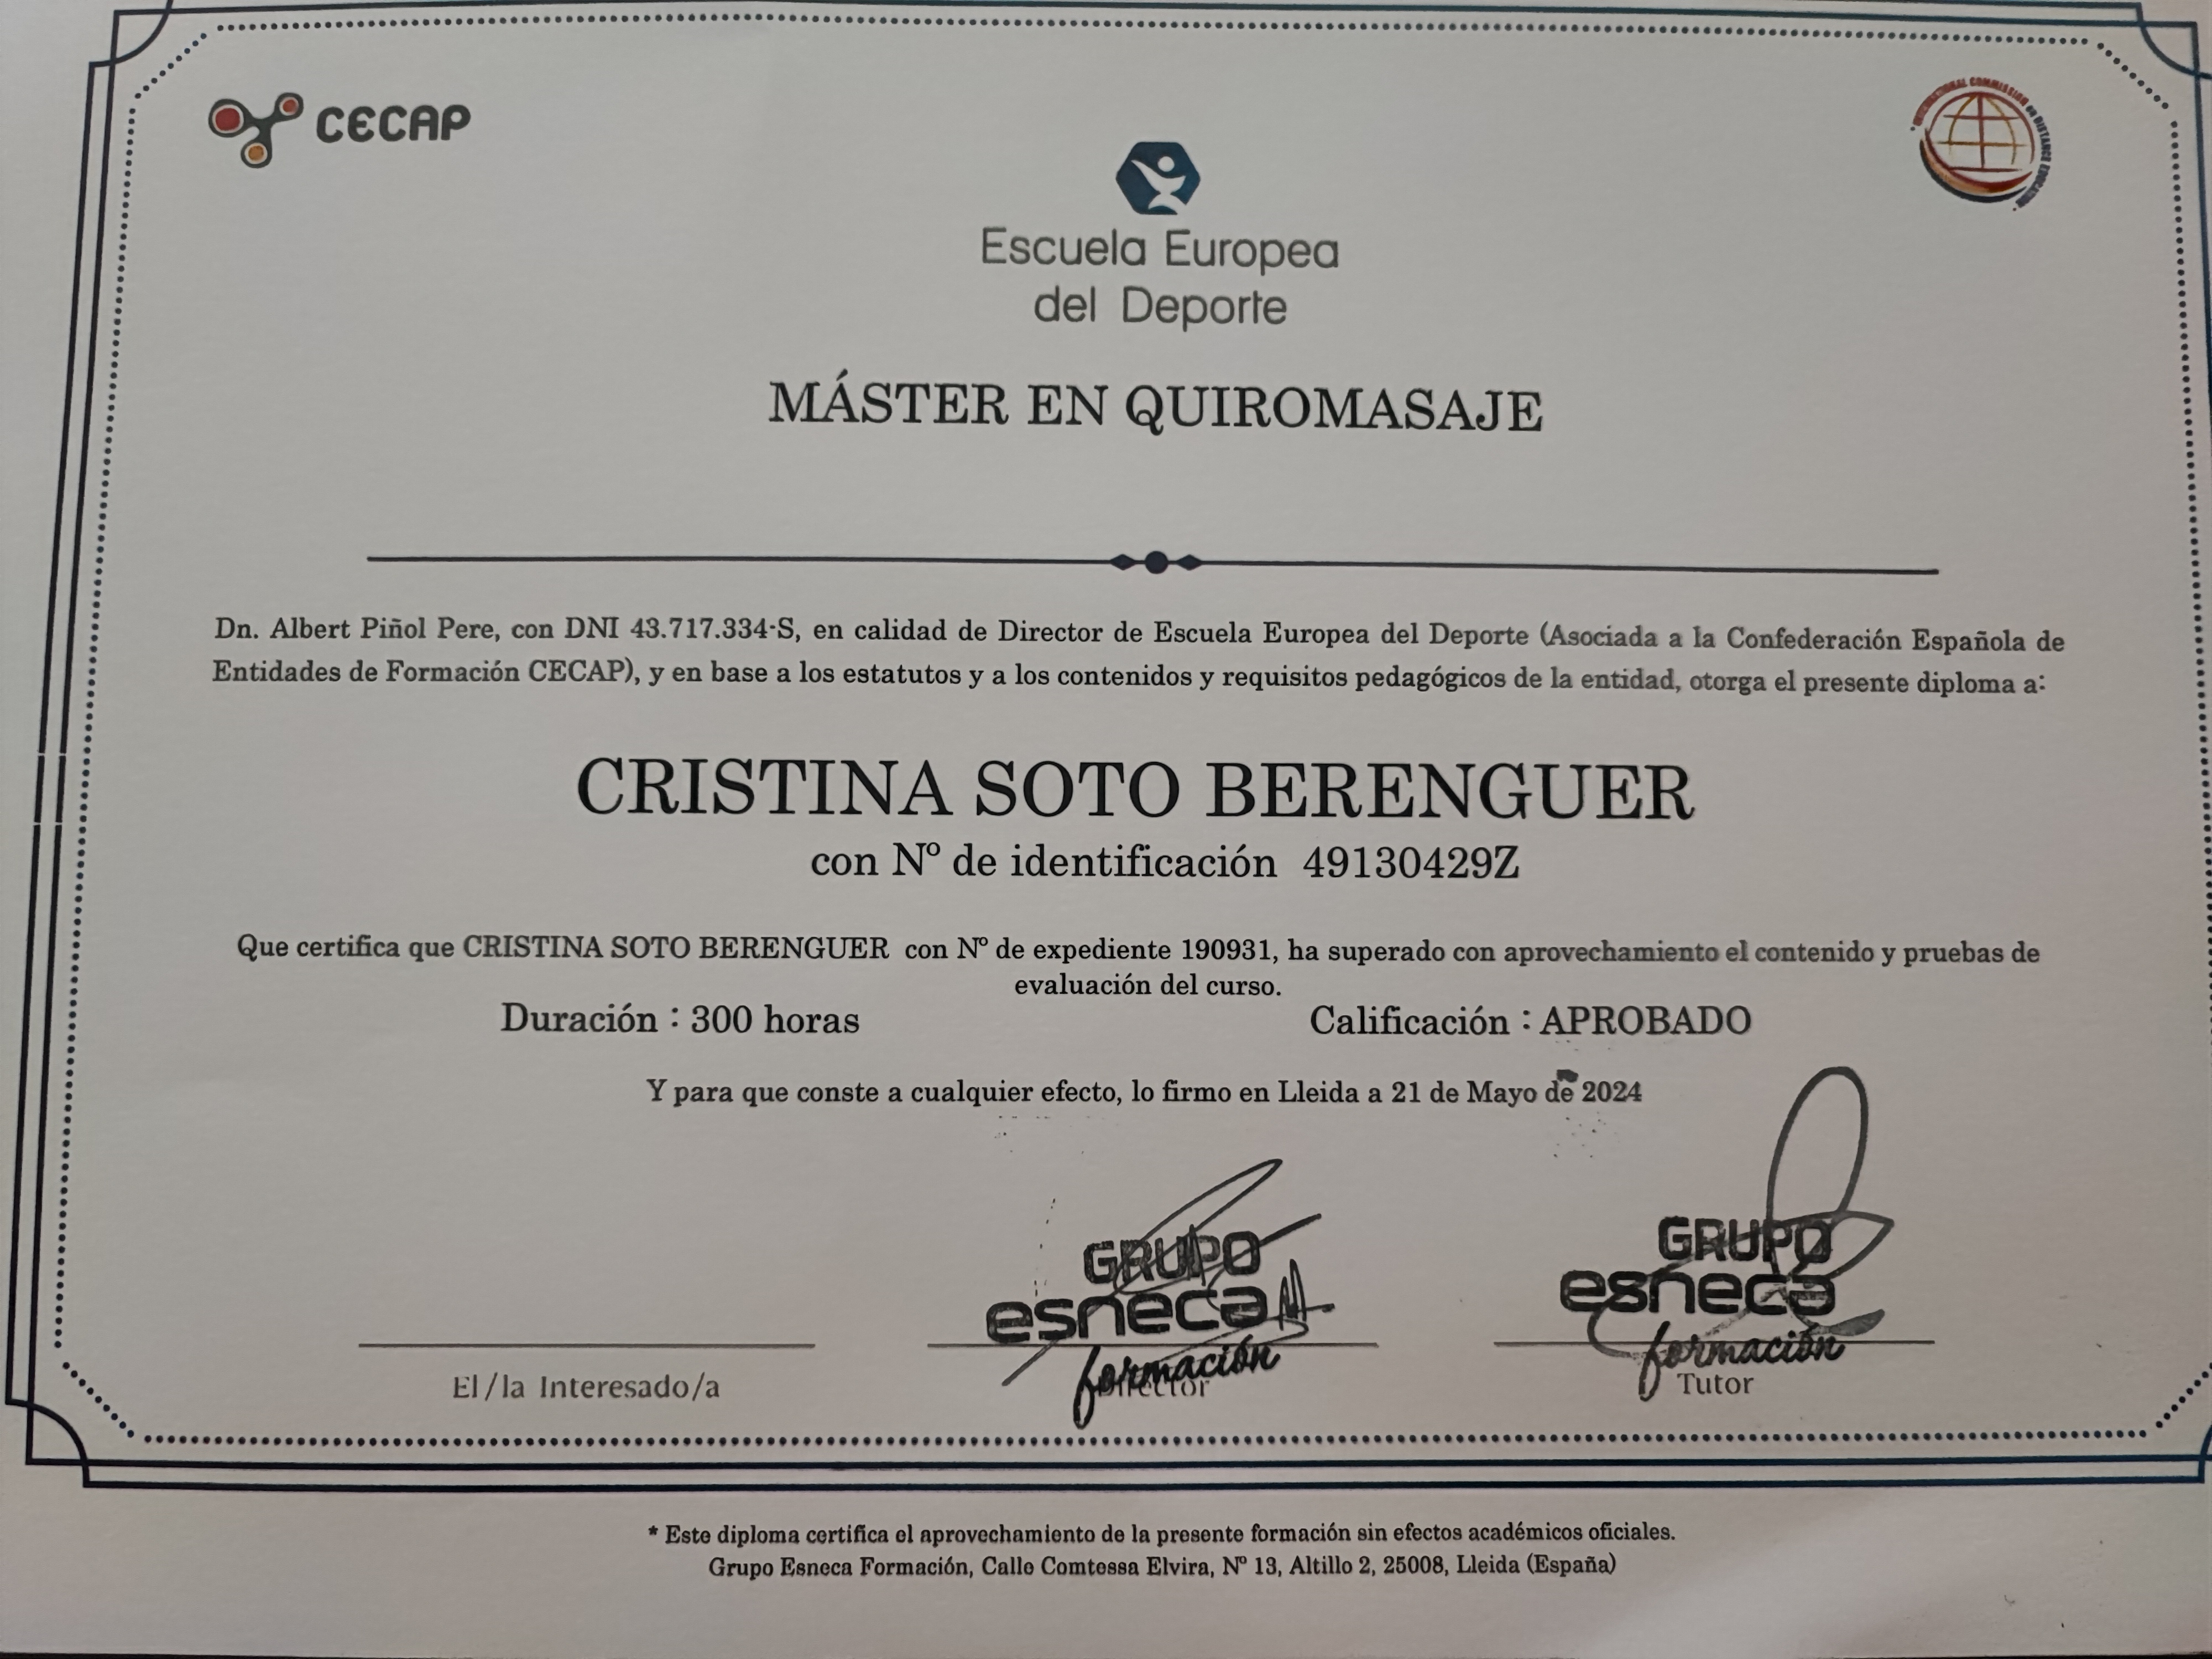 CECAP
INTERNATIONAL COMMISSION on DISTANCE EDUCATION
Escuela Europea
del Deporte
MÁSTER EN QUIROMASAJE
Dn. Albert Piñol Pere, con DNI 43.717.334-S, en calidad de Director de Escuela Europea del Deporte (Asociada a la Confederación Española de
Entidades de Formación CECAP), y en base a los estatutos y a los contenidos y requisitos pedagógicos de la entidad, otorga el presente diploma a:
CRISTINA SOTO BERENGUER
con Nº de identificación 49130429Z
Que certifica que CRISTINA SOTO BERENGUER con Nº de expediente 190931, ha superado con aprovechamiento el contenido y pruebas de
evaluación del curso.
Duración : 300 horas Calificación : APROBADO
Y para que conste a cualquier efecto, lo firmo en Lleida a 21 de Mayo de 2024
GRUPO
esneca
formación
GRUPO
esneca
formación
El/la Interesado/a Director Tutor
* Este diploma certifica el aprovechamiento de la presente formación sin efectos académicos oficiales.
Grupo Esneca Formación, Calle Comtessa Elvira, Nº 13, Altillo 2, 25008, Lleida (España)